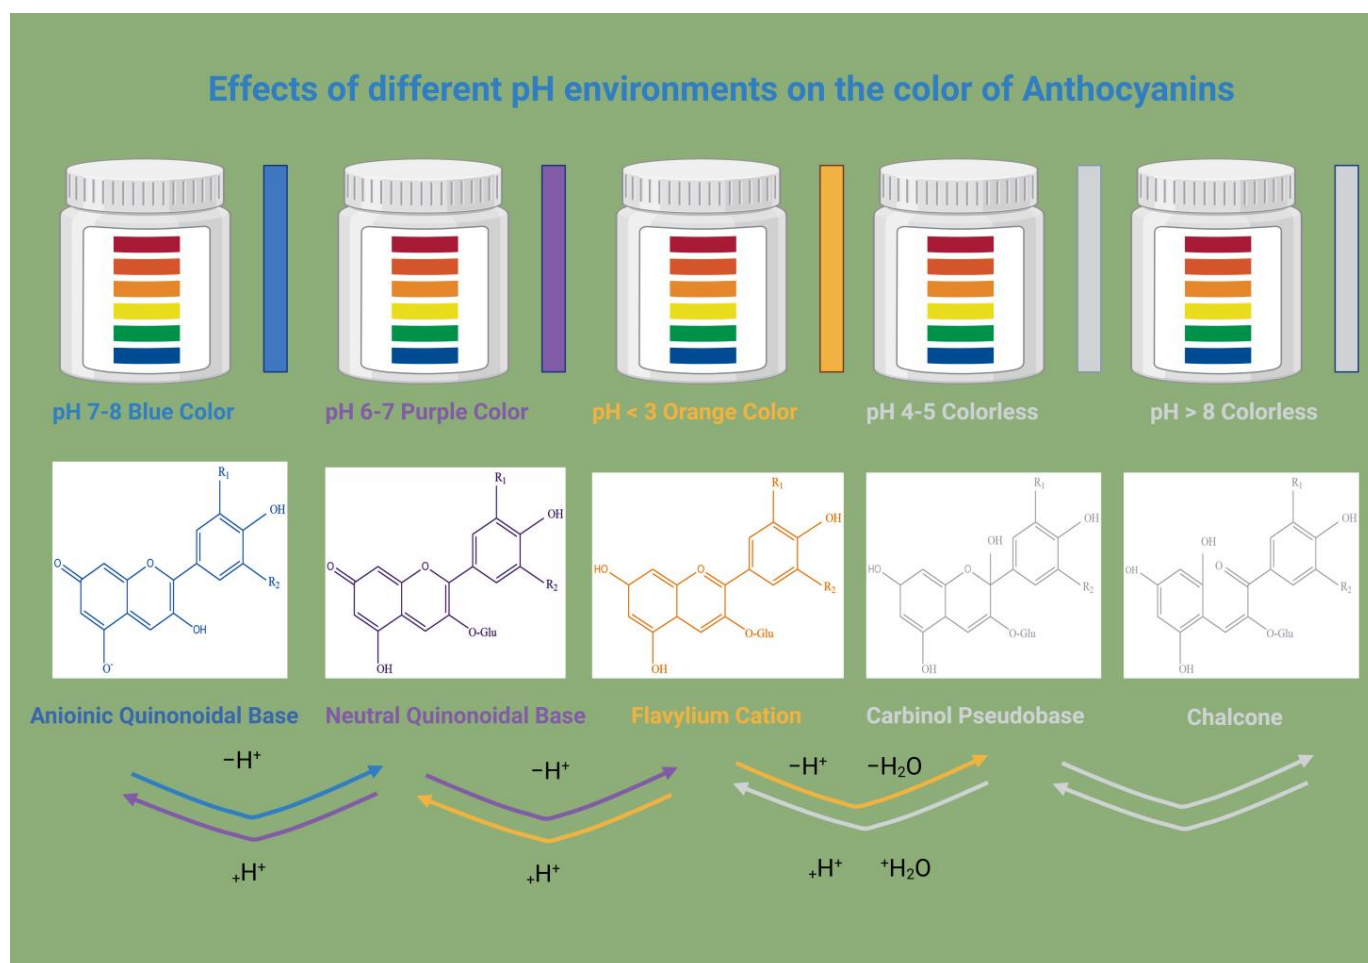 Effects of different pH environments on the color of Anthocyanins
pH 7-8 Blue Color
pH 6-7 Purple Color
pH < 3 Orange Color
pH 4-5 Colorless
pH > 8 Colorless
R₁
OH
O
O
R₂
OH
O⁻
R₁
OH
O
O
R₂
O-Glu
OH
R₁
OH
HO
O
R₂
O-Glu
OH
R₁
OH
OH
HO
O
R₂
O-Glu
OH
R₁
OH
OH
OH
O
R₂
O-Glu
OH
Anioinic Quinonoidal Base
Neutral Quinonoidal Base
Flavylium Cation
Carbinol Pseudobase
Chalcone
−H⁺
−H⁺
−H⁺ −H₂O
₊H⁺
₊H⁺
₊H⁺ ⁺H₂O